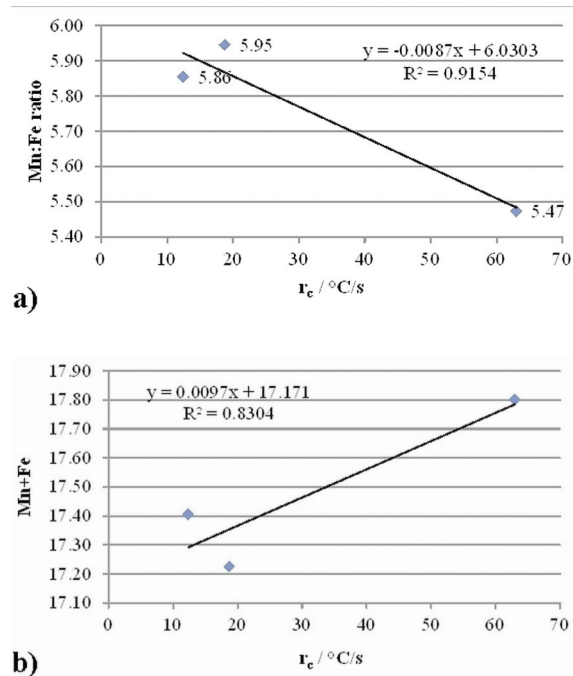 6.00
5.90
5.80
5.70
5.60
5.50
5.40
Mn:Fe ratio
5.95
5.86
5.47
y = -0.0087x + 6.0303
R² = 0.9154
0 10 20 30 40 50 60 70
r_c / °C/s
a)
17.90
17.80
17.70
17.60
17.50
17.40
17.30
17.20
17.10
Mn+Fe
y = 0.0097x + 17.171
R² = 0.8304
0 10 20 30 40 50 60 70
r_c / °C/s
b)